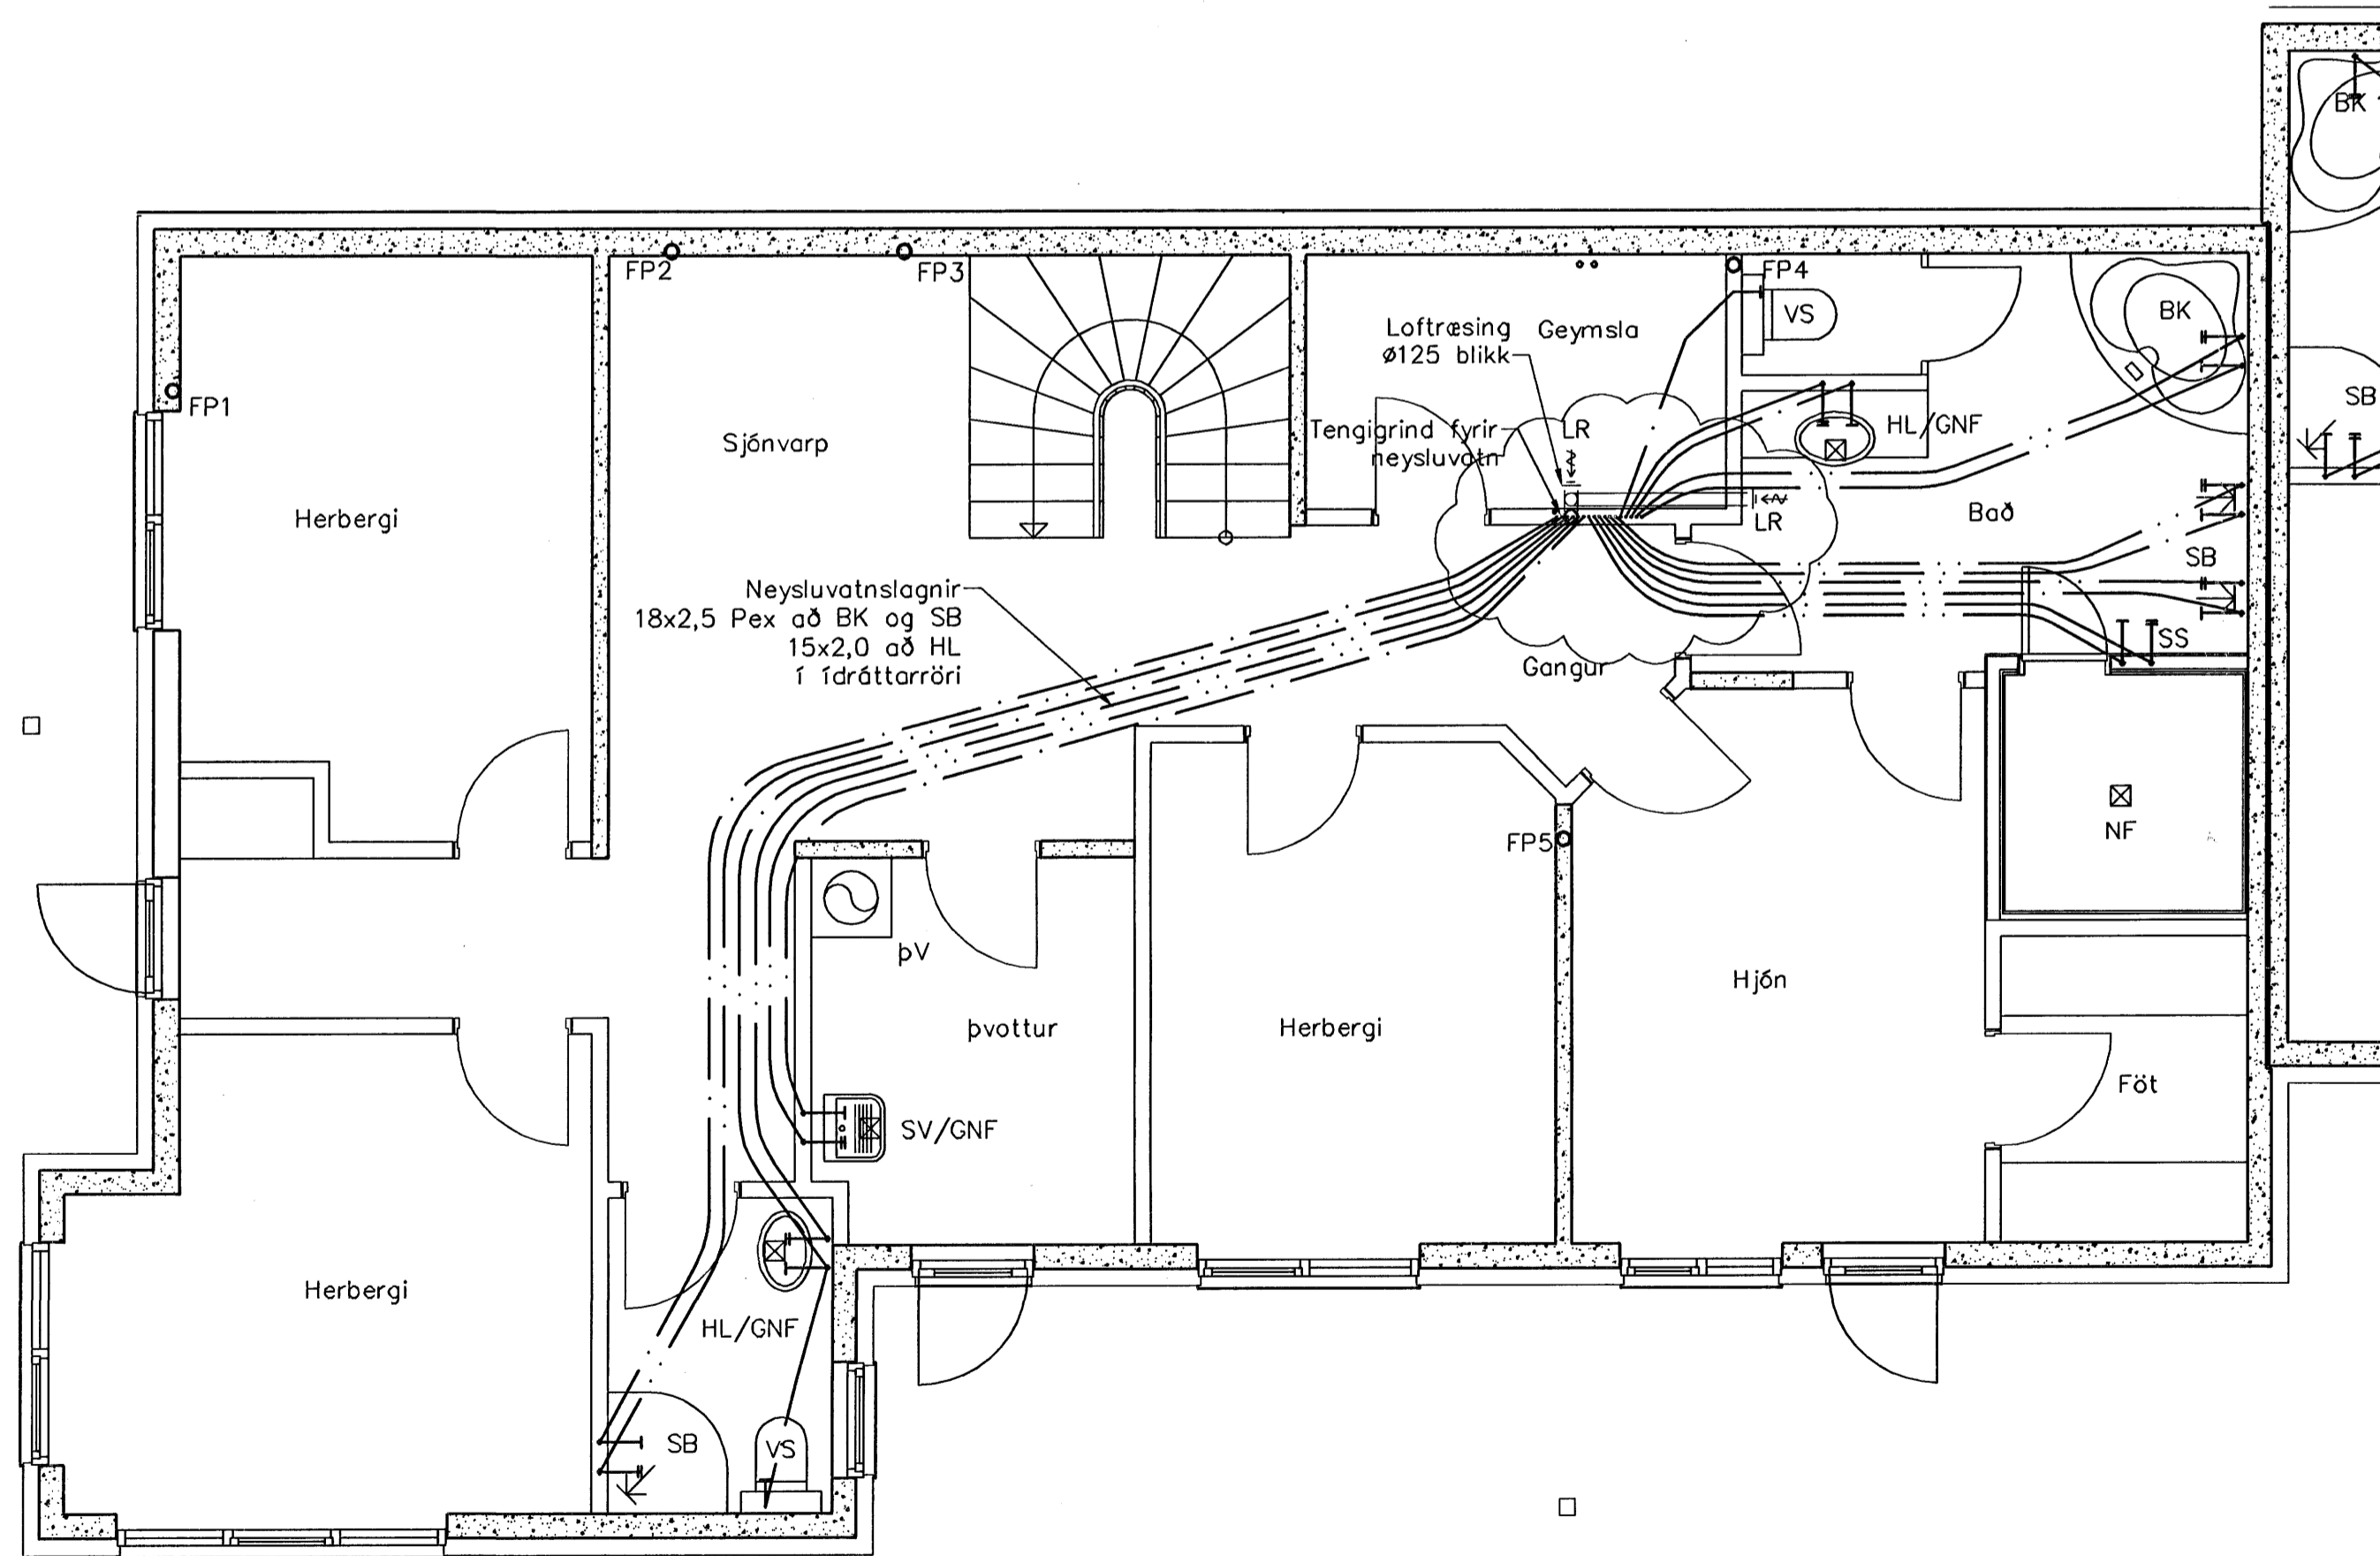 BK
FP2
FP3
FP4
VS
BK
Loftræsing
ø125 blikk
Geymsla
FP1
SB
Sjónvarp
Tengigrind fyrir
neysluvatn
LR
HL/GNF
Herbergi
LR
Bað
SB
Neysluvatnslagnir
18x2,5 Pex að BK og SB
15x2,0 að HL
í ídráttarröri
SS
Gangur
NF
FP5
þV
Hjón
þvottur
Herbergi
Föt
SV/GNF
Herbergi
HL/GNF
SB
VS